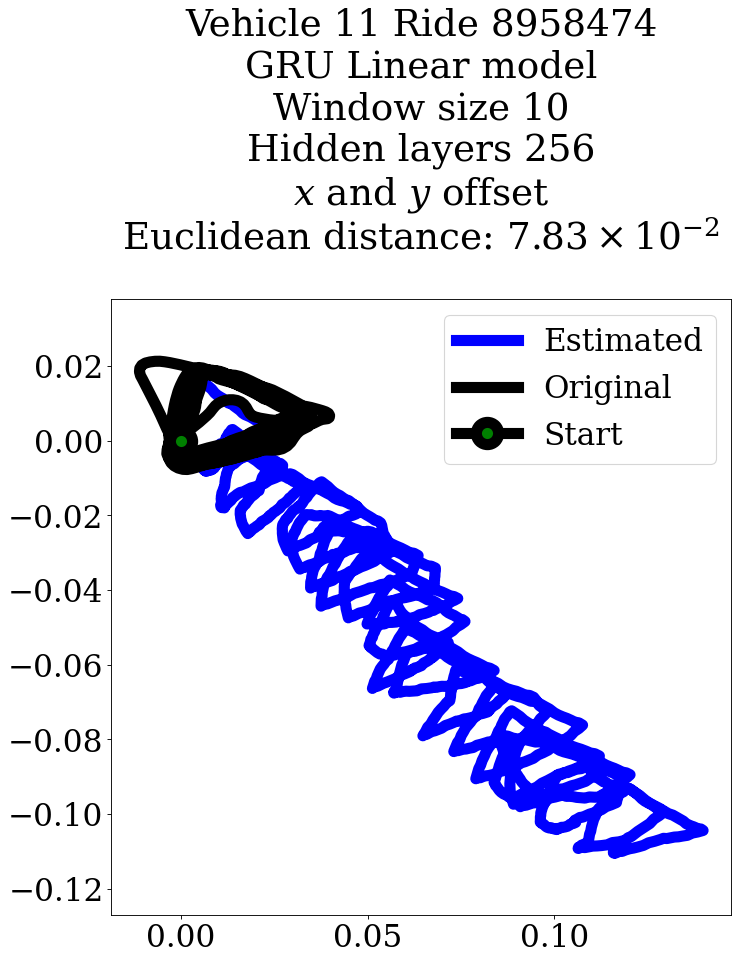 Vehicle 11 Ride 8958474
GRU Linear model
Window size 10
Hidden layers 256
x and y offset
Euclidean distance: 7.83 × 10⁻²
Estimated
Original
Start
0.02
0.00
−0.02
−0.04
−0.06
−0.08
−0.10
−0.12
0.00 0.05 0.10